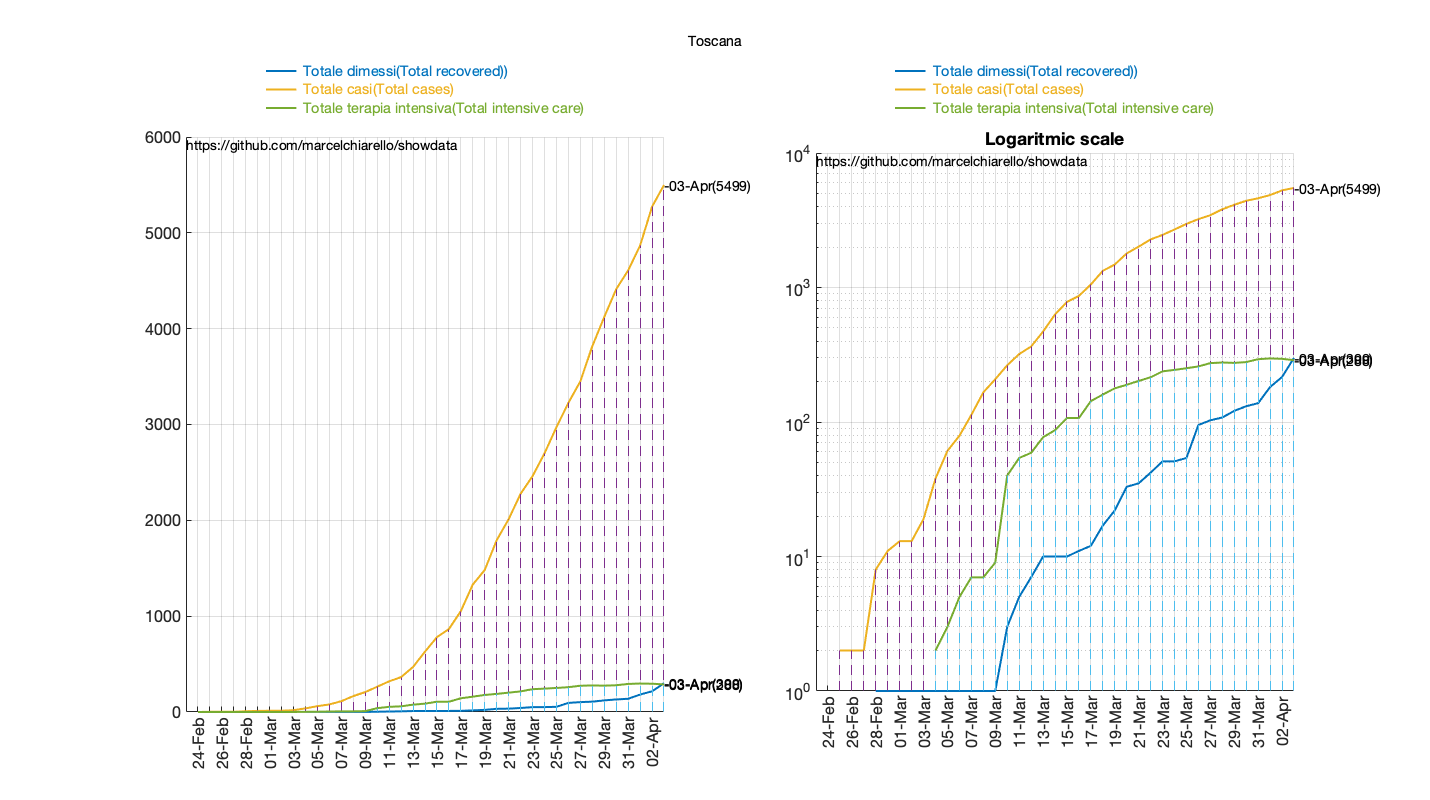 Toscana
Totale dimessi(Total recovered))
Totale casi(Total cases)
Totale terapia intensiva(Total intensive care)
6000
5000
4000
3000
2000
1000
0
https://github.com/marcelchiarello/showdata
-03-Apr(5499)
24-Feb
26-Feb
28-Feb
01-Mar
03-Mar
05-Mar
07-Mar
09-Mar
11-Mar
13-Mar
15-Mar
17-Mar
19-Mar
21-Mar
23-Mar
25-Mar
27-Mar
29-Mar
31-Mar
02-Apr
Totale dimessi(Total recovered))
Totale casi(Total cases)
Totale terapia intensiva(Total intensive care)
Logaritmic scale
10^4
10^3
10^2
10^1
10^0
https://github.com/marcelchiarello/showdata
-03-Apr(5499)
24-Feb
26-Feb
28-Feb
01-Mar
03-Mar
05-Mar
07-Mar
09-Mar
11-Mar
13-Mar
15-Mar
17-Mar
19-Mar
21-Mar
23-Mar
25-Mar
27-Mar
29-Mar
31-Mar
02-Apr